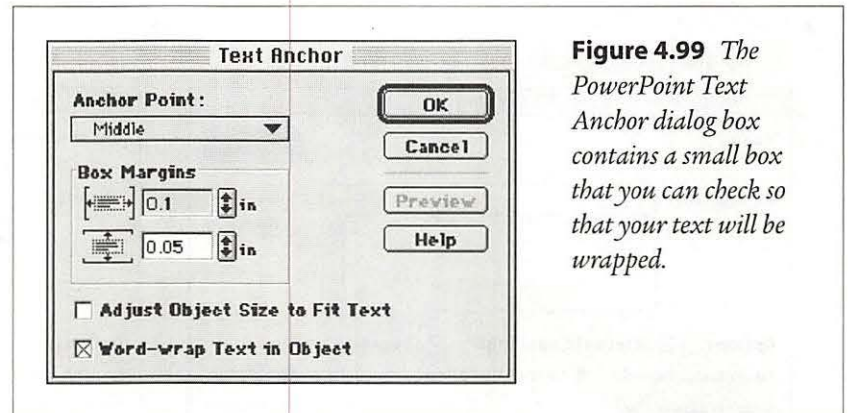 Text Anchor
Anchor Point:
Middle
Box Margins
0.1 in
0.05 in
Adjust Object Size to Fit Text
Word-wrap Text in Object
OK
Cancel
Preview
Help
Figure 4.99 The
PowerPoint Text
Anchor dialog box
contains a small box
that you can check so
that your text will be
wrapped.